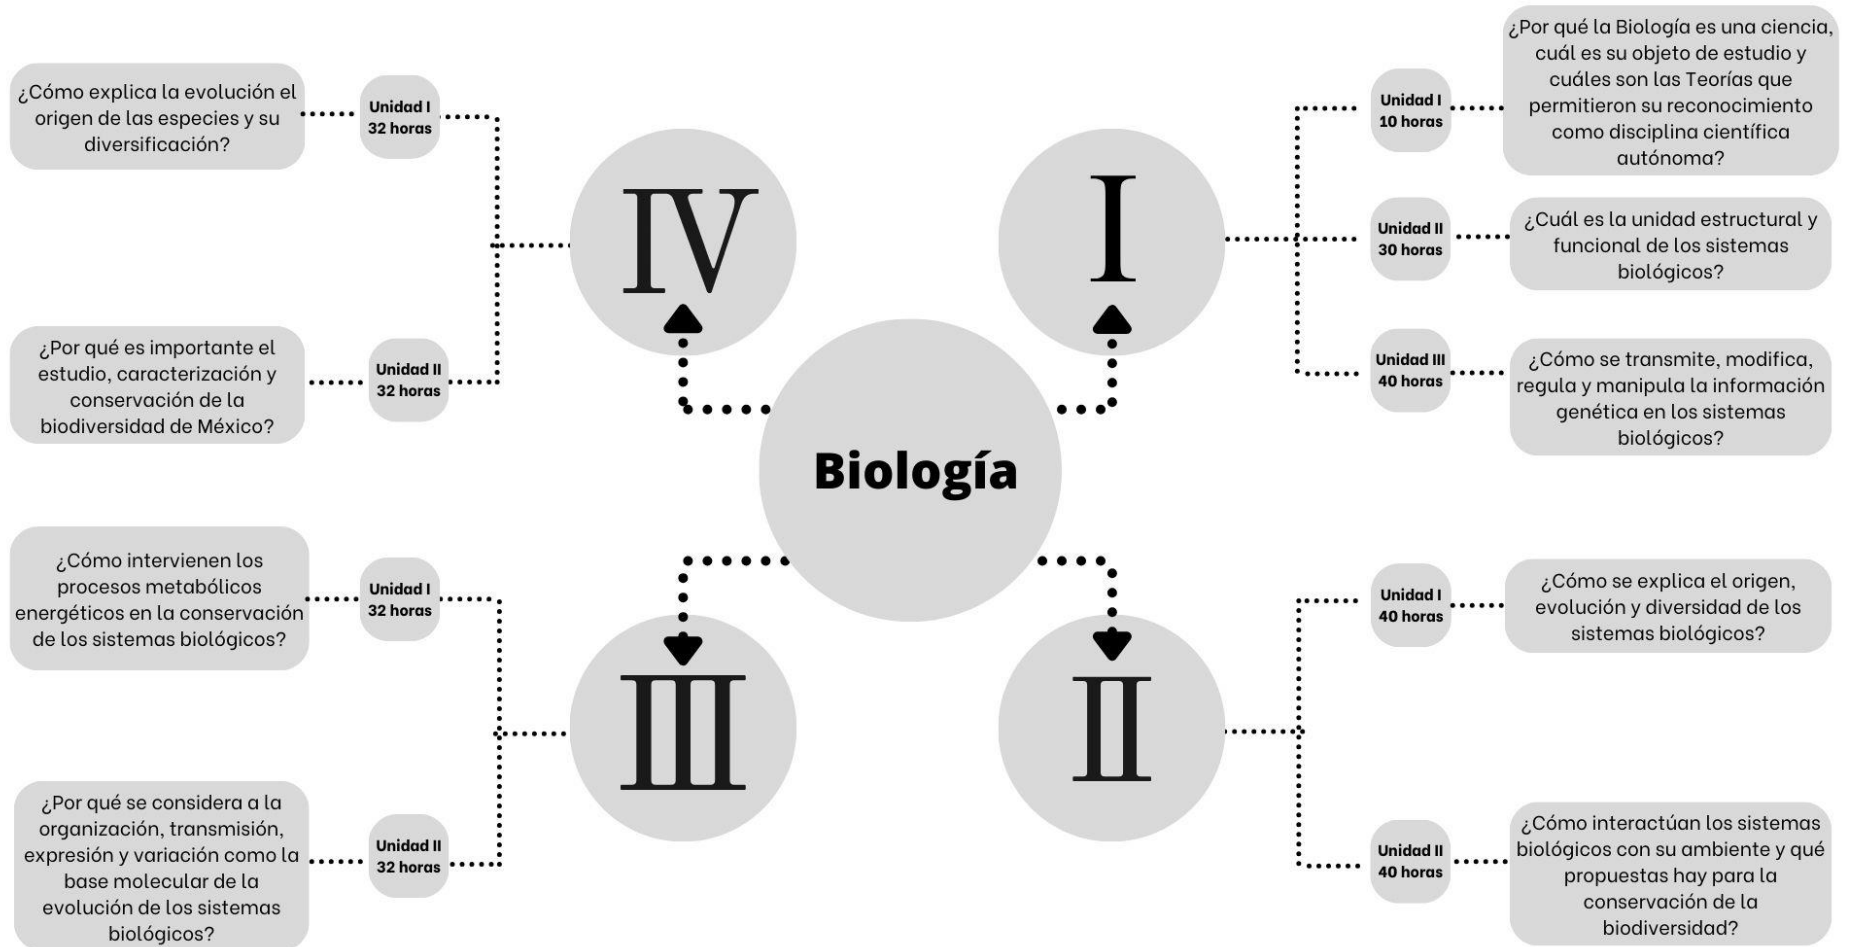 Biología
I
Unidad I
10 horas
¿Por qué la Biología es una ciencia,
cuál es su objeto de estudio y
cuáles son las Teorías que
permitieron su reconocimiento
como disciplina científica
autónoma?
Unidad II
30 horas
¿Cuál es la unidad estructural y
funcional de los sistemas
biológicos?
Unidad III
40 horas
¿Cómo se transmite, modifica,
regula y manipula la información
genética en los sistemas
biológicos?
II
Unidad I
40 horas
¿Cómo se explica el origen,
evolución y diversidad de los
sistemas biológicos?
Unidad II
40 horas
¿Cómo interactúan los sistemas
biológicos con su ambiente y qué
propuestas hay para la
conservación de la
biodiversidad?
III
Unidad I
32 horas
¿Cómo intervienen los
procesos metabólicos
energéticos en la conservación
de los sistemas biológicos?
Unidad II
32 horas
¿Por qué se considera a la
organización, transmisión,
expresión y variación como la
base molecular de la
evolución de los sistemas
biológicos?
IV
Unidad I
32 horas
¿Cómo explica la evolución el
origen de las especies y su
diversificación?
Unidad II
32 horas
¿Por qué es importante el
estudio, caracterización y
conservación de la
biodiversidad de México?